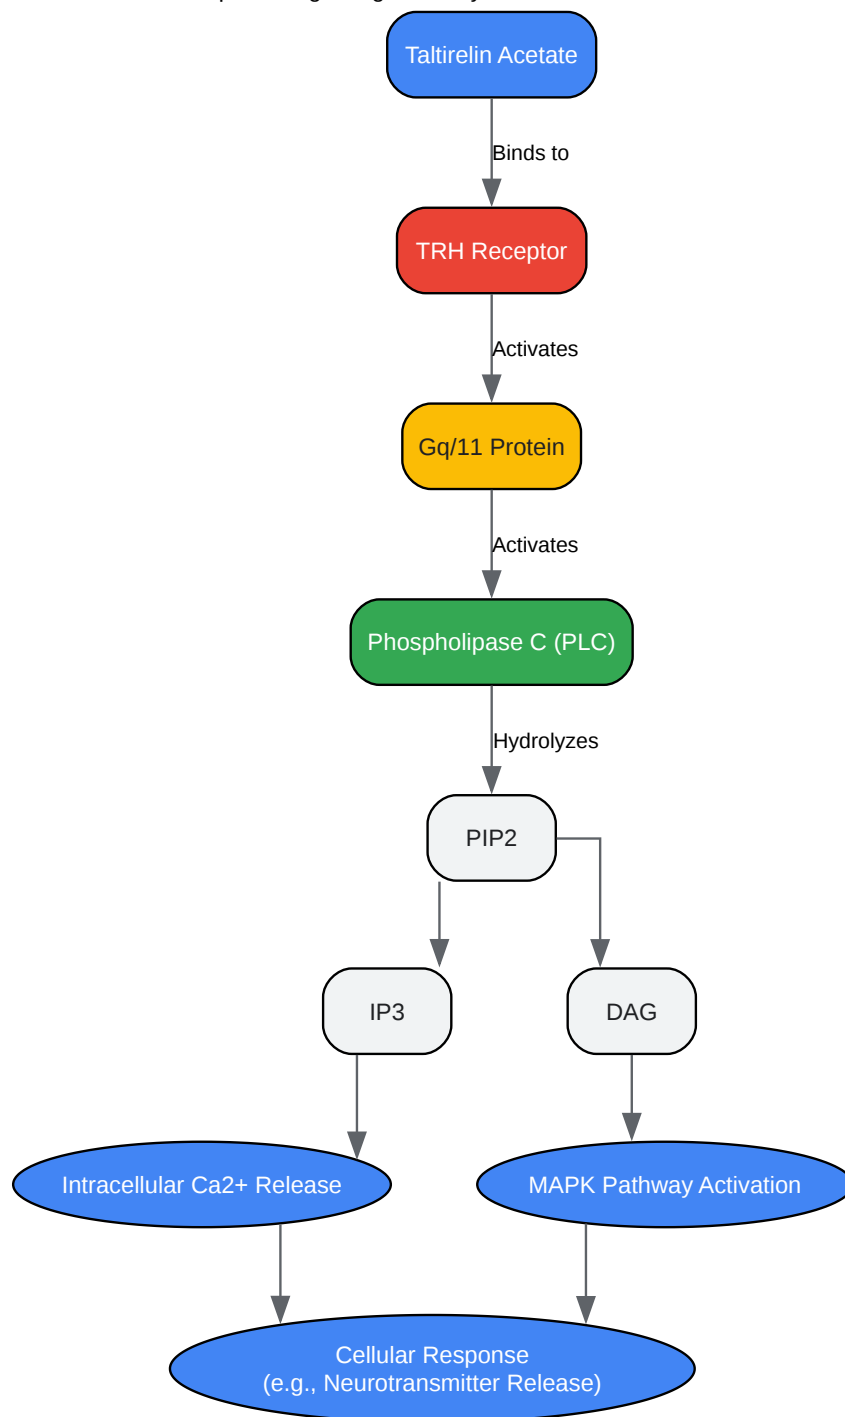 Taltirelin Acetate
Binds to
TRH Receptor
Activates
Gq/11 Protein
Activates
Phospholipase C (PLC)
Hydrolyzes
PIP2
IP3
DAG
Intracellular Ca2+ Release
MAPK Pathway Activation
Cellular Response
(e.g., Neurotransmitter Release)